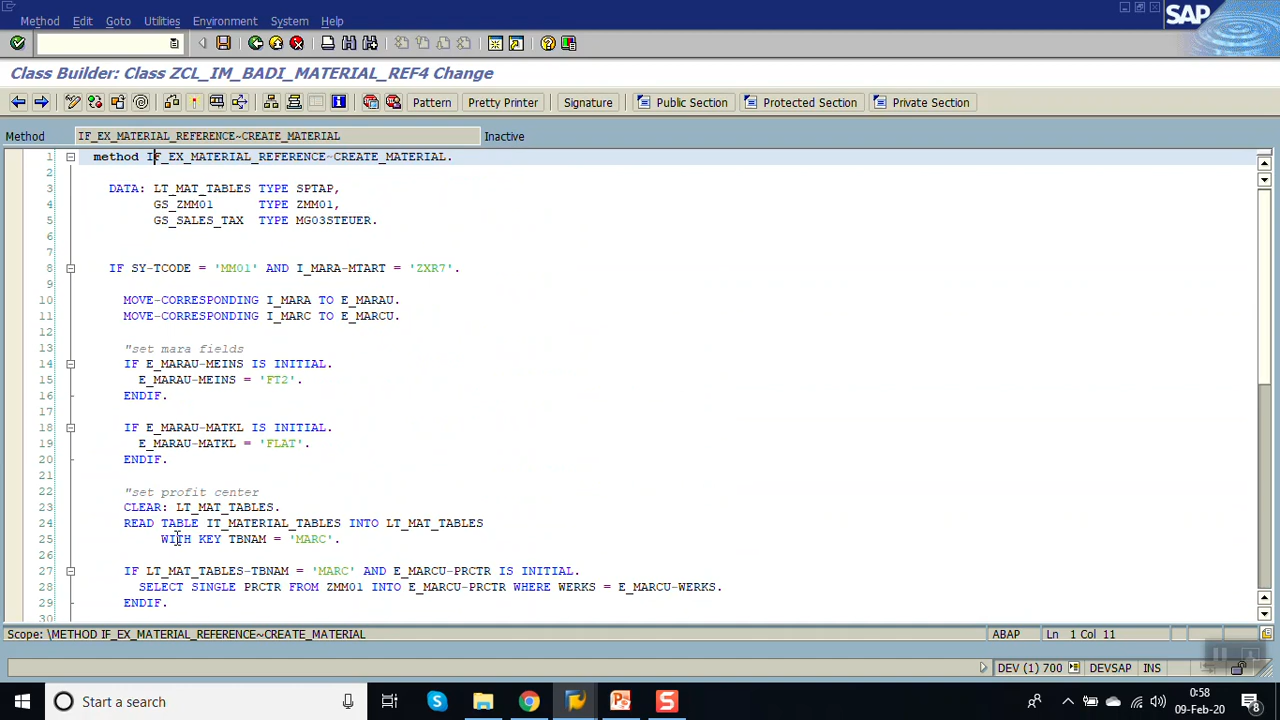 Method Edit Goto Utilities Environment System Help
SAP
Class Builder: Class ZCL_IM_BADI_MATERIAL_REF4 Change
Pattern Pretty Printer Signature Public Section Protected Section Private Section
Method IF_EX_MATERIAL_REFERENCE~CREATE_MATERIAL Inactive
1 method IF_EX_MATERIAL_REFERENCE~CREATE_MATERIAL.
2
3 DATA: LT_MAT_TABLES TYPE SPTAP,
4 GS_ZMM01 TYPE ZMM01,
5 GS_SALES_TAX TYPE MG03STEUER.
6
7
8 IF SY-TCODE = 'MM01' AND I_MARA-MTART = 'ZXR7'.
9
10 MOVE-CORRESPONDING I_MARA TO E_MARAU.
11 MOVE-CORRESPONDING I_MARC TO E_MARCU.
12
13 "set mara fields
14 IF E_MARAU-MEINS IS INITIAL.
15 E_MARAU-MEINS = 'FT2'.
16 ENDIF.
17
18 IF E_MARAU-MATKL IS INITIAL.
19 E_MARAU-MATKL = 'FLAT'.
20 ENDIF.
21
22 "set profit center
23 CLEAR: LT_MAT_TABLES.
24 READ TABLE IT_MATERIAL_TABLES INTO LT_MAT_TABLES
25 WITH KEY TBNAM = 'MARC'.
26
27 IF LT_MAT_TABLES-TBNAM = 'MARC' AND E_MARCU-PRCTR IS INITIAL.
28 SELECT SINGLE PRCTR FROM ZMM01 INTO E_MARCU-PRCTR WHERE WERKS = E_MARCU-WERKS.
29 ENDIF.
30
Scope: \METHOD IF_EX_MATERIAL_REFERENCE~CREATE_MATERIAL ABAP Ln 1 Col 11
DEV (1) 700 DEVSAP INS
Start a search
0:58
09-Feb-20
8